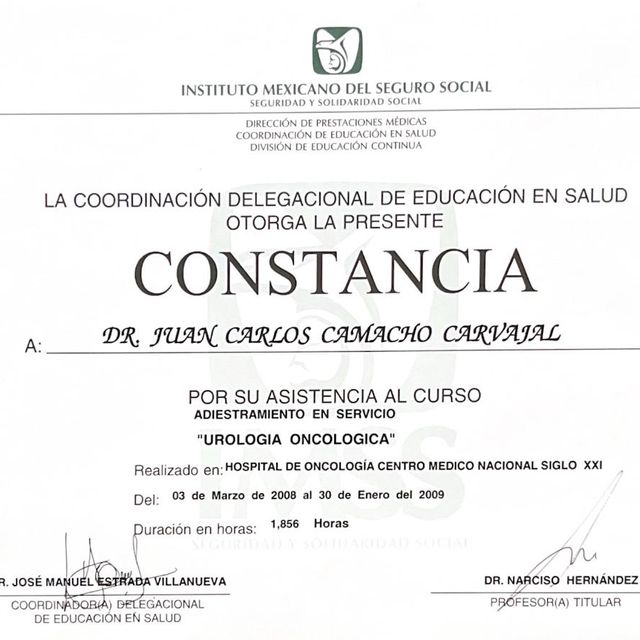 INSTITUTO MEXICANO DEL SEGURO SOCIAL
SEGURIDAD Y SOLIDARIDAD SOCIAL
DIRECCIÓN DE PRESTACIONES MÉDICAS
COORDINACIÓN DE EDUCACIÓN EN SALUD
DIVISIÓN DE EDUCACIÓN CONTINUA
LA COORDINACIÓN DELEGACIONAL DE EDUCACIÓN EN SALUD
OTORGA LA PRESENTE
CONSTANCIA
A: DR. JUAN CARLOS CAMACHO CARVAJAL
POR SU ASISTENCIA AL CURSO
ADIESTRAMIENTO EN SERVICIO
"UROLOGIA ONCOLOGICA"
Realizado en: HOSPITAL DE ONCOLOGÍA CENTRO MEDICO NACIONAL SIGLO XXI
Del: 03 de Marzo de 2008 al 30 de Enero del 2009
Duración en horas: 1,856 Horas
IMSS
SEGURIDAD Y SOLIDARIDAD SOCIAL
R. JOSÉ MANUEL ESTRADA VILLANUEVA
COORDINADOR(A) DELEGACIONAL
DE EDUCACIÓN EN SALUD
DR. NARCISO HERNÁNDEZ
PROFESOR(A) TITULAR